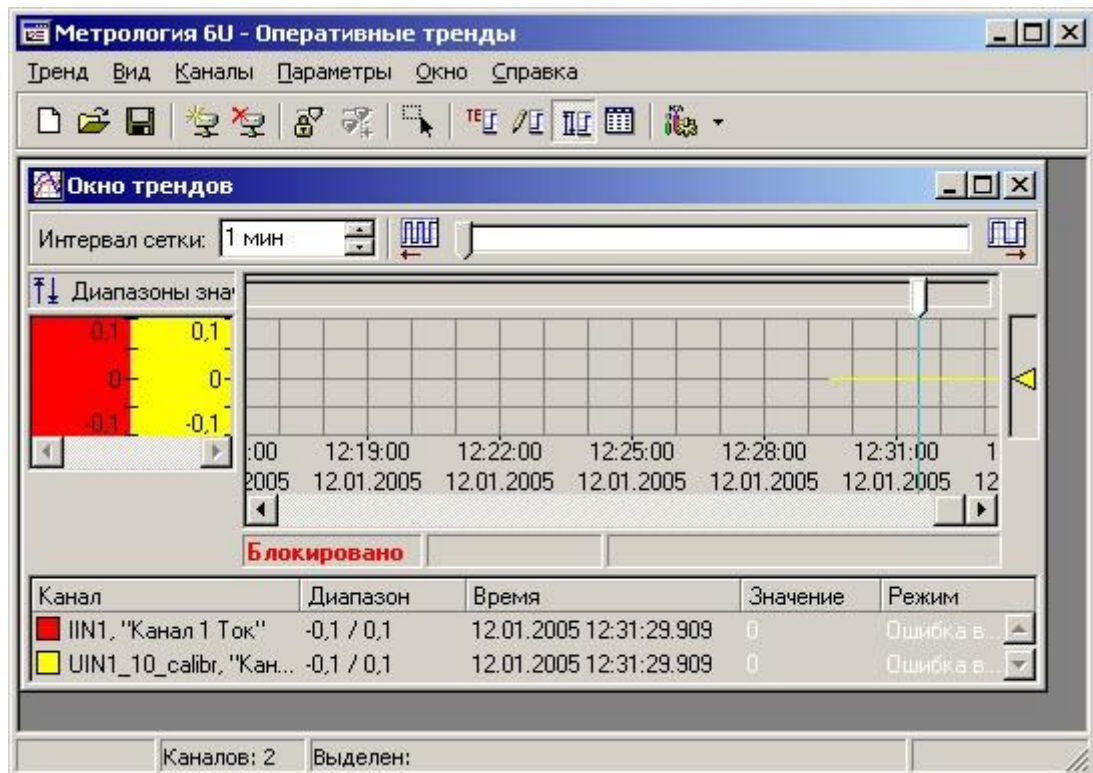 Метрология 6U - Оперативные тренды
Тренд Вид Каналы Параметры Окно Справка
TE
Окно трендов
Интервал сетки: 1 мин
Диапазоны зна
0,1 0,1
0 0
-0,1 -0,1
:00 12:19:00 12:22:00 12:25:00 12:28:00 12:31:00 1
2005 12.01.2005 12.01.2005 12.01.2005 12.01.2005 12.01.2005 12
Блокировано
Канал Диапазон Время Значение Режим
IIN1, "Канал 1 Ток" -0,1 / 0,1 12.01.2005 12:31:29.909 0 Ошибка в...
UIN1_10_calibr, "Кан... -0,1 / 0,1 12.01.2005 12:31:29.909 0 Ошибка в...
Каналов: 2 Выделен: